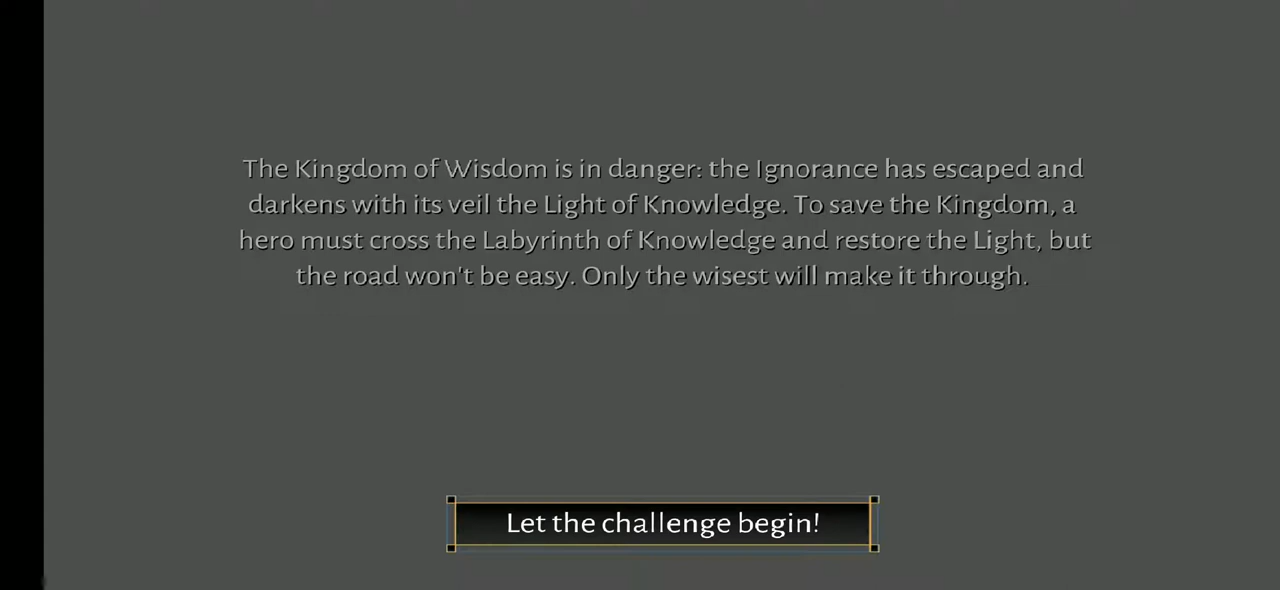 The Kingdom of Wisdom is in danger: the Ignorance has escaped and
darkens with its veil the Light of Knowledge. To save the Kingdom, a
hero must cross the Labyrinth of Knowledge and restore the Light, but
the road won't be easy. Only the wisest will make it through.
Let the challenge begin!